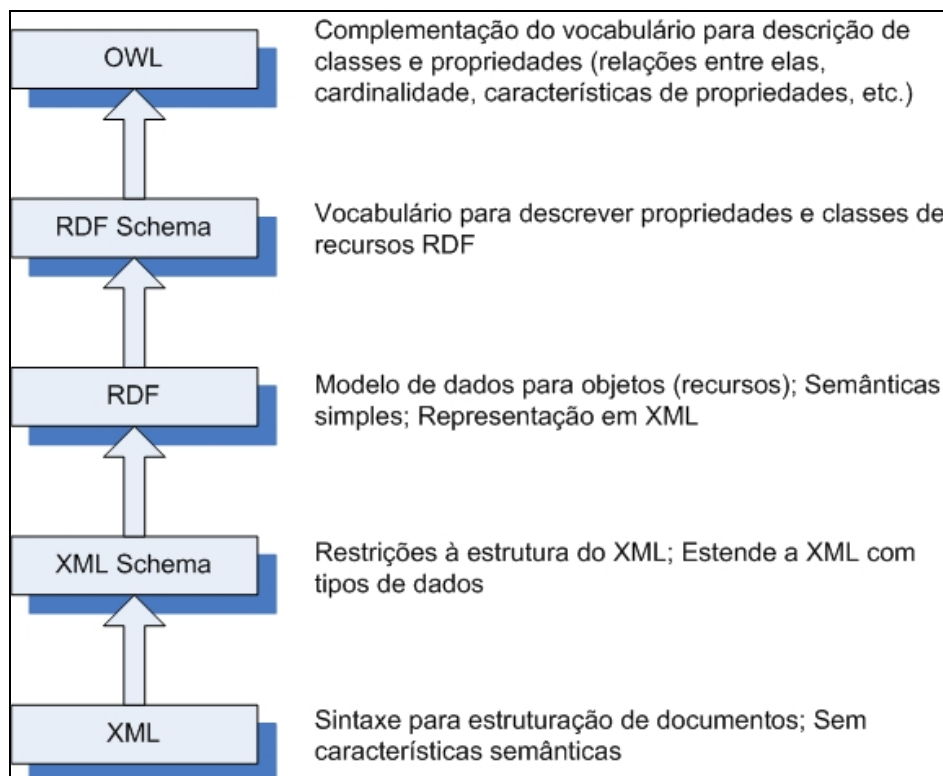 OWL
Complementação do vocabulário para descrição de
classes e propriedades (relações entre elas,
cardinalidade, características de propriedades, etc.)
RDF Schema
Vocabulário para descrever propriedades e classes de
recursos RDF
RDF
Modelo de dados para objetos (recursos); Semânticas
simples; Representação em XML
XML Schema
Restrições à estrutura do XML; Estende a XML com
tipos de dados
XML
Sintaxe para estruturação de documentos; Sem
características semânticas